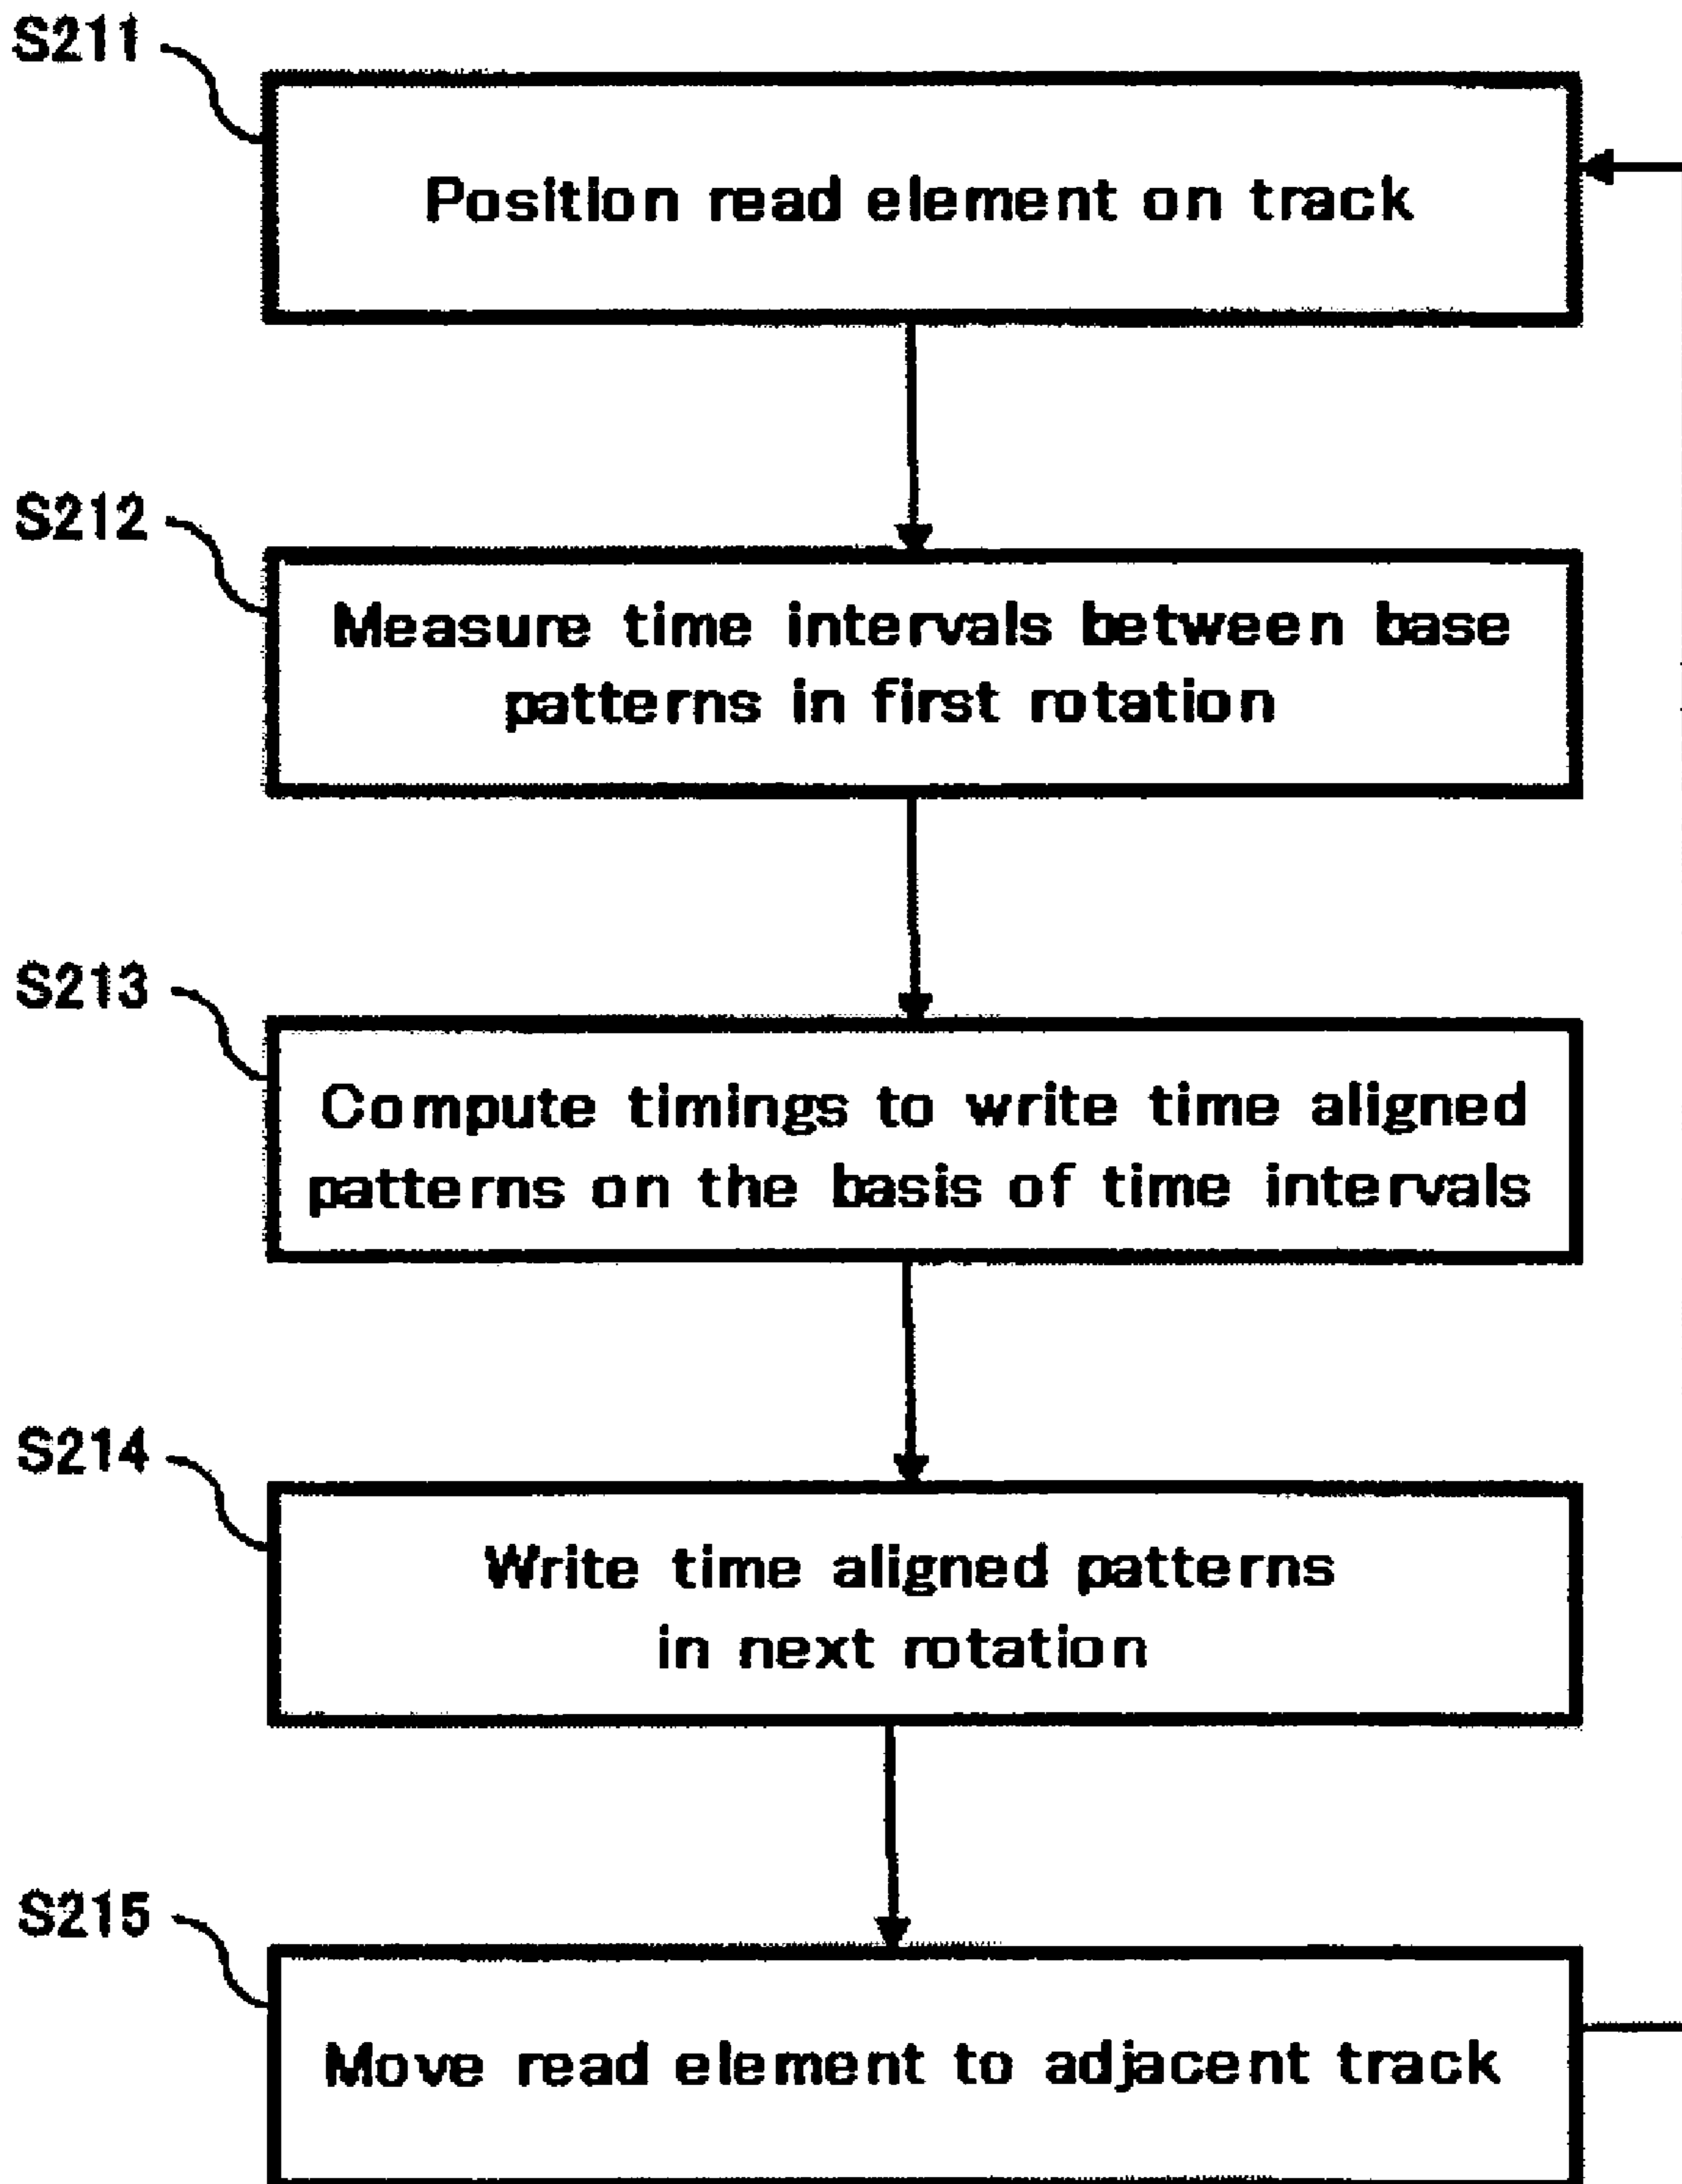 S211
Position read element on track
S212
Measure time intervals between base
patterns in first rotation
S213
Compute timings to write time aligned
patterns on the basis of time intervals
S214
Write time aligned patterns
in next rotation
S215
Move read element to adjacent track